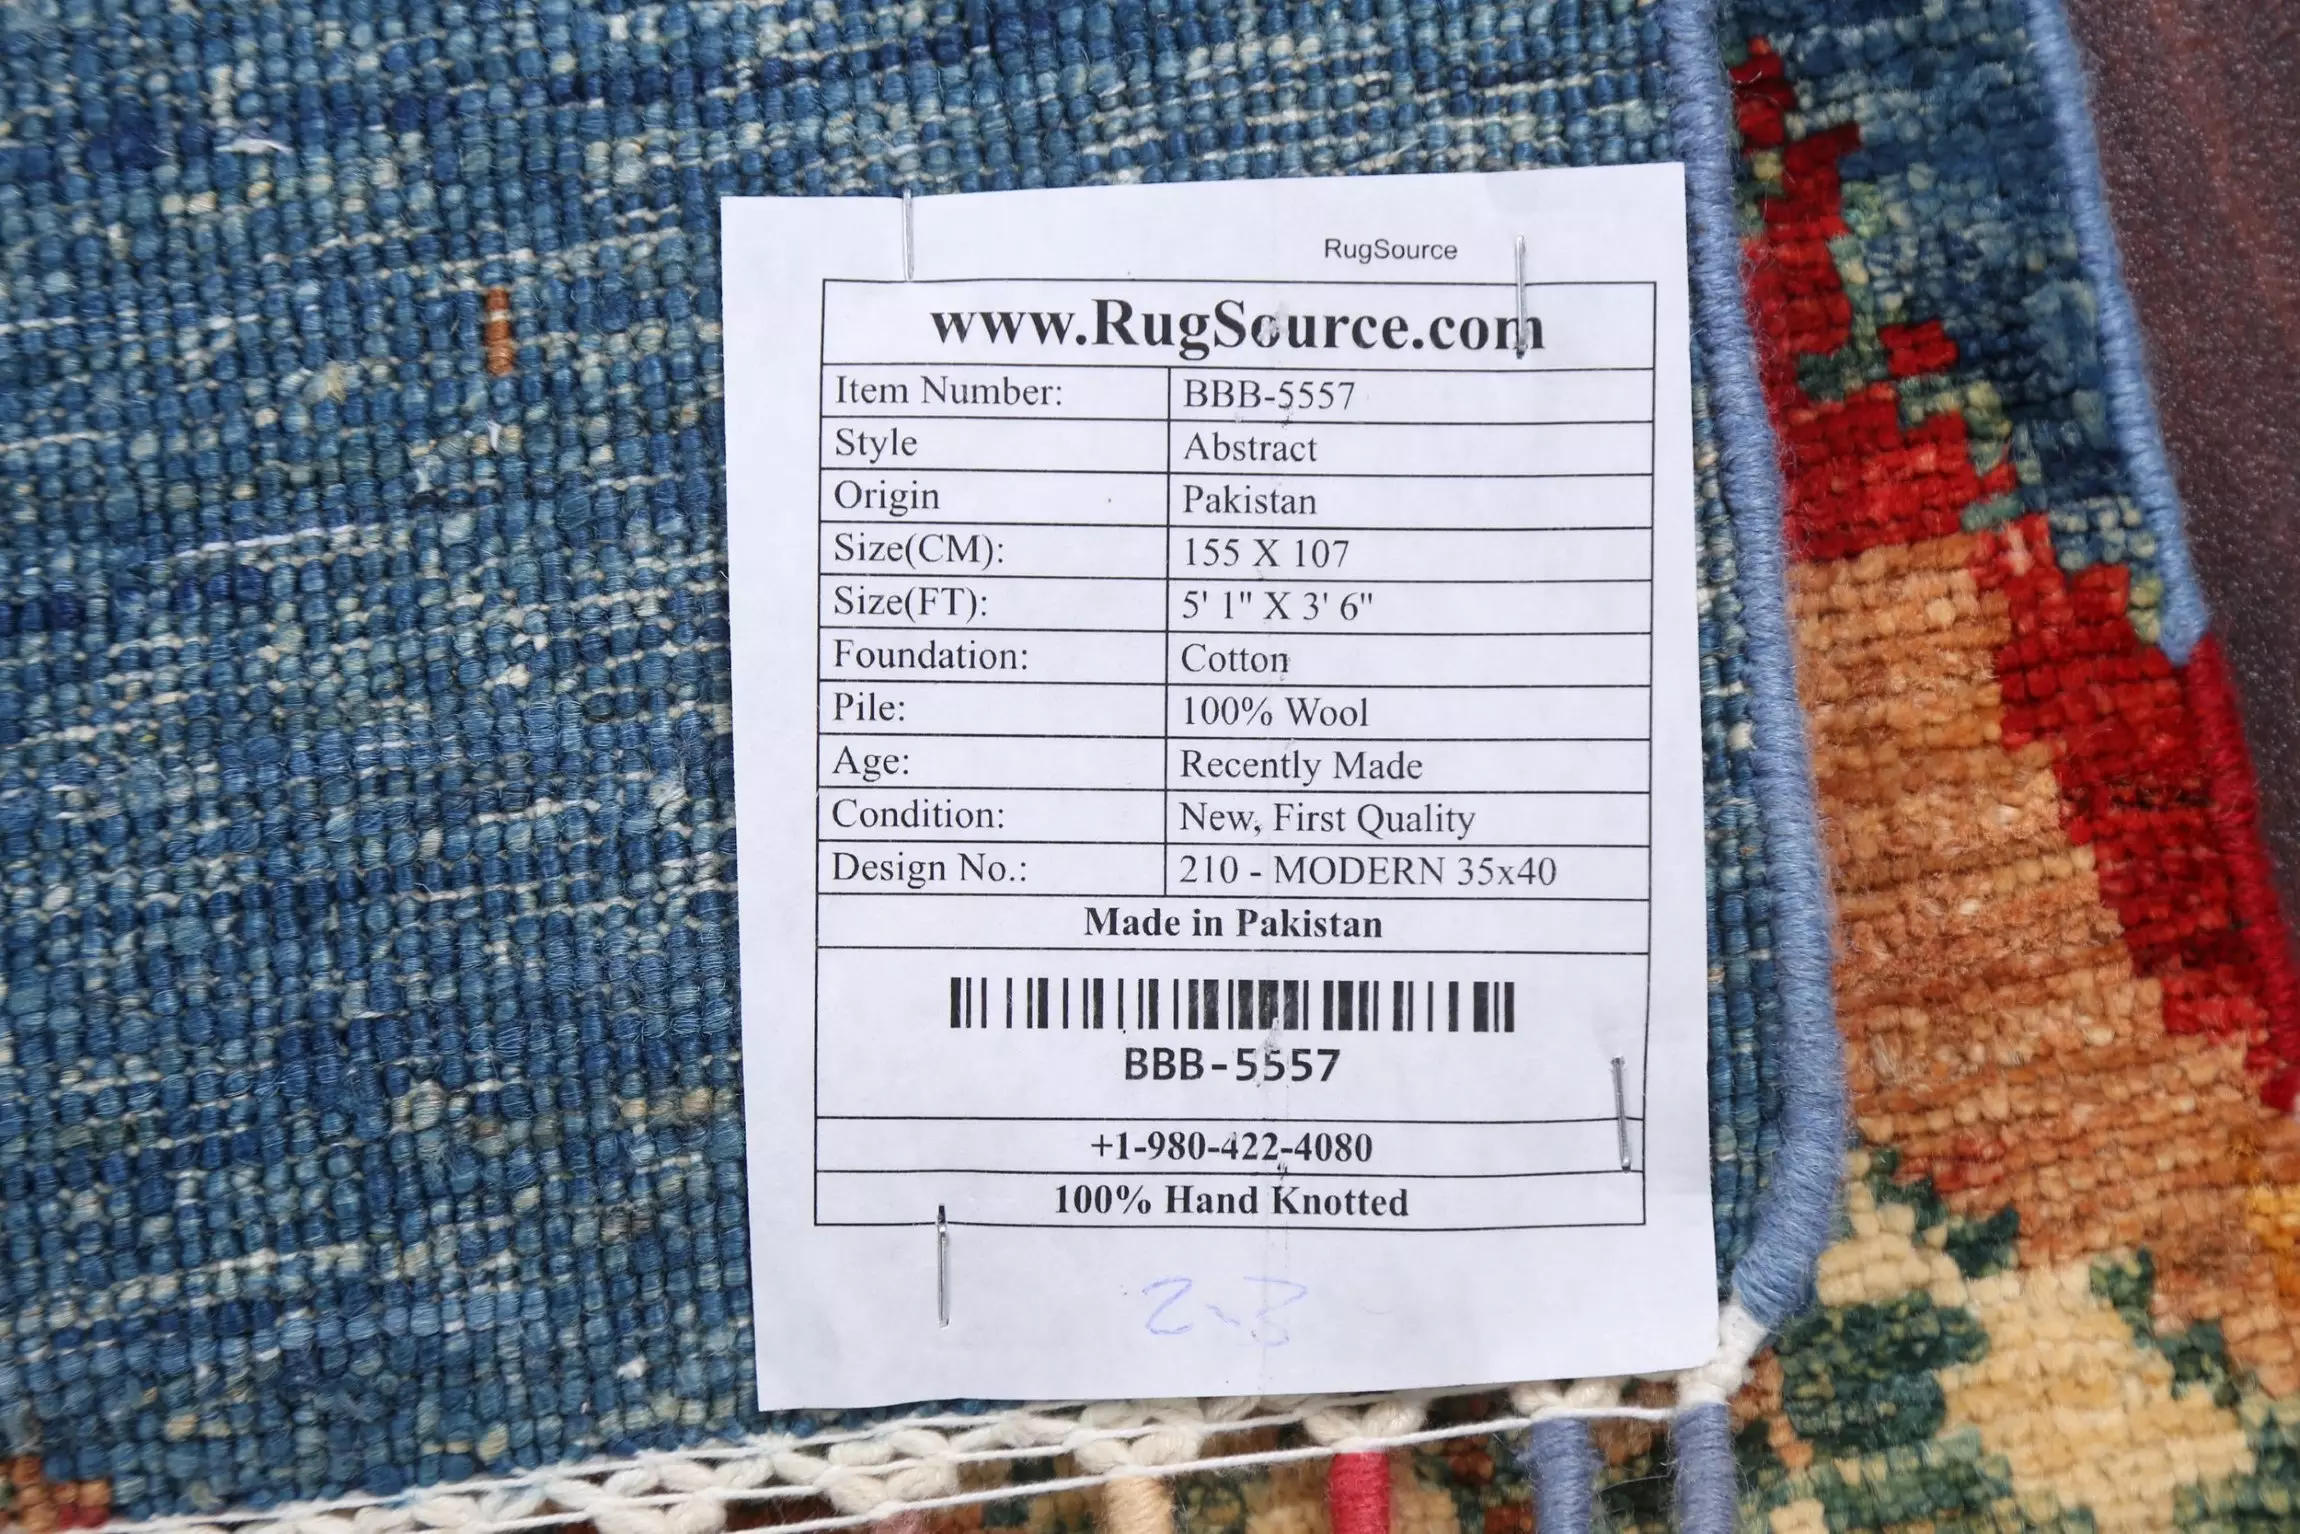 RugSource
www.RugSource.com
Item Number: BBB-5557
Style Abstract
Origin Pakistan
Size(CM): 155 X 107
Size(FT): 5' 1" X 3' 6"
Foundation: Cotton
Pile: 100% Wool
Age: Recently Made
Condition: New, First Quality
Design No.: 210 - MODERN 35x40
Made in Pakistan
BBB-5557
+1-980-422-4080
100% Hand Knotted
2-3